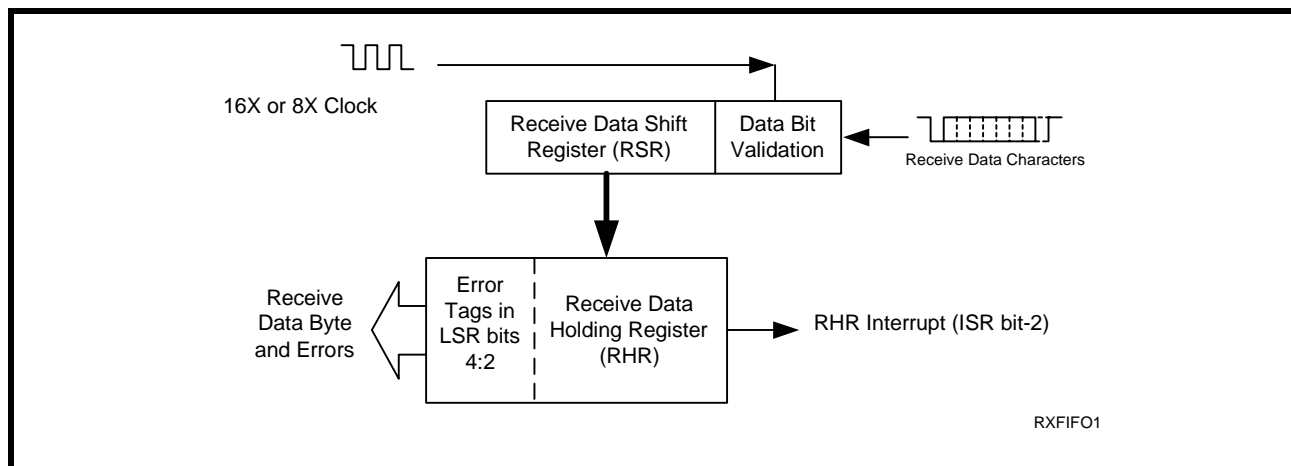 16X or 8X Clock
Receive Data Shift
Register (RSR)
Data Bit
Validation
Receive Data Characters
Receive
Data Byte
and Errors
Error
Tags in
LSR bits
4:2
Receive Data
Holding Register
(RHR)
RHR Interrupt (ISR bit-2)
RXFIFO1